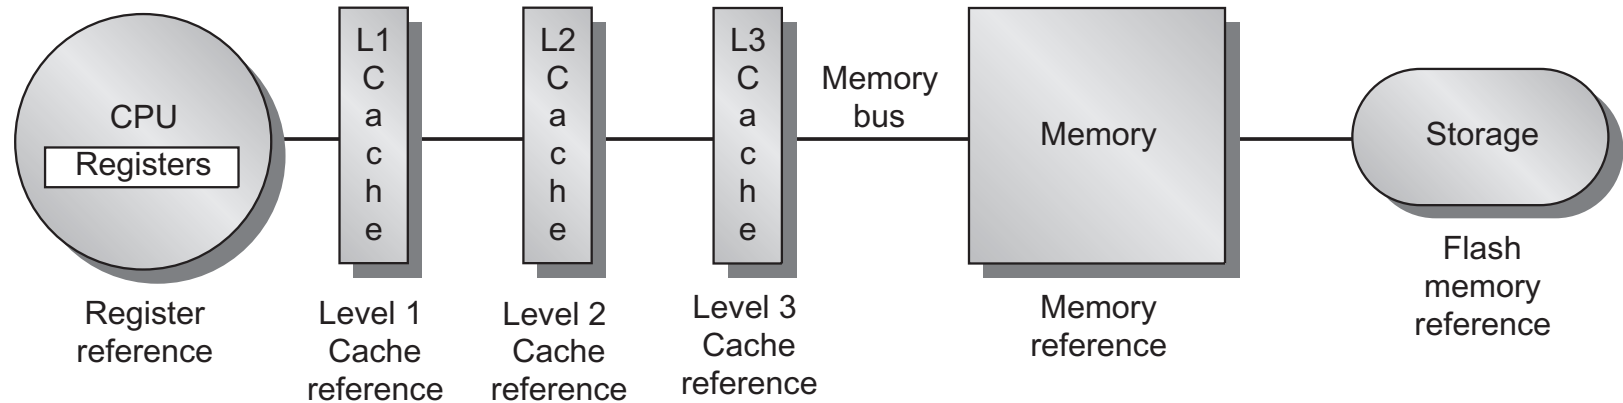 CPU
Registers
L1
C
a
c
h
e
L2
C
a
c
h
e
L3
C
a
c
h
e
Memory
bus
Memory
Storage
Register
reference
Level 1
Cache
reference
Level 2
Cache
reference
Level 3
Cache
reference
Memory
reference
Flash
memory
reference